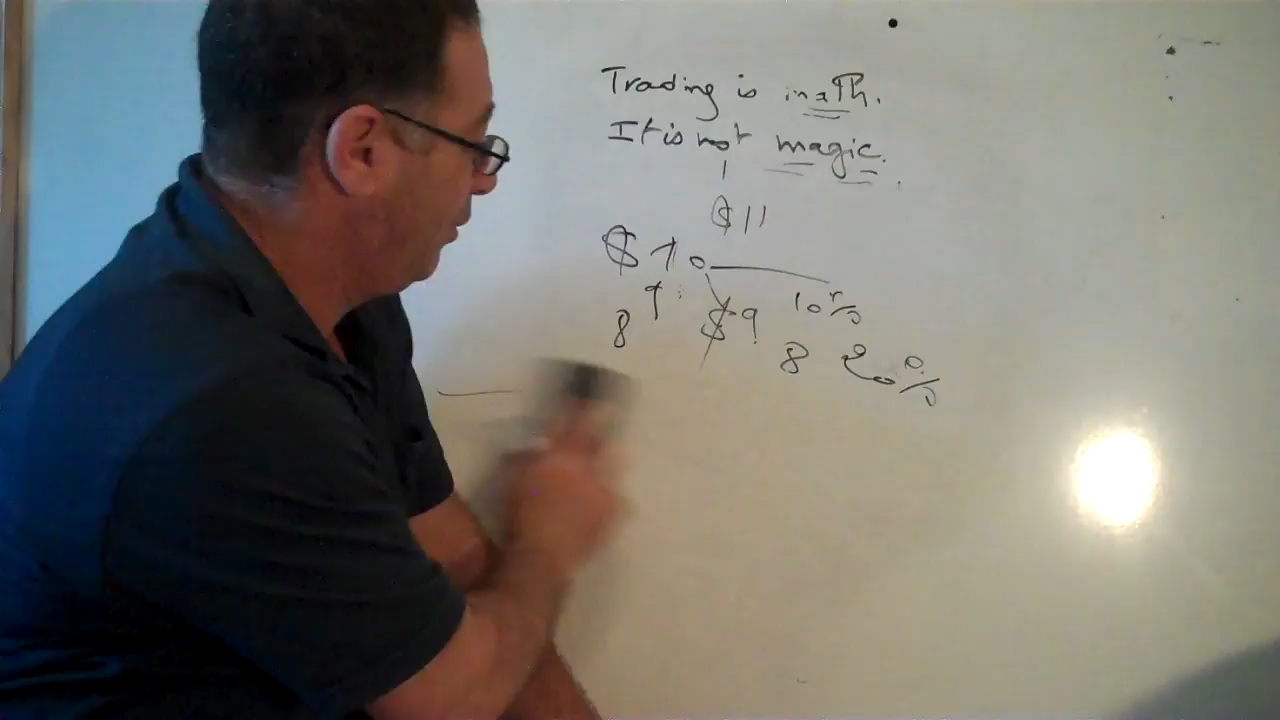 Trading is math.
It is not magic.
$11
$10
9 $9 10%
8 8 20%